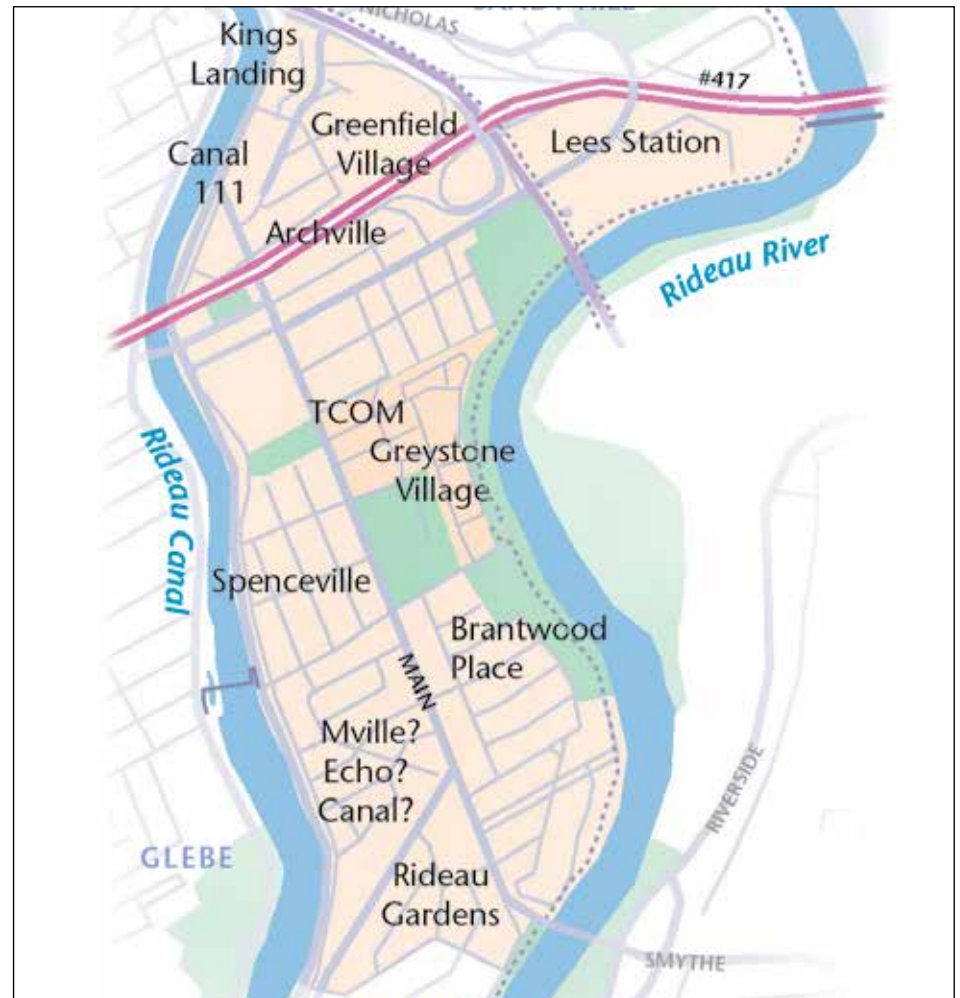 NICHOLAS
Kings
Landing
#417
Greenfield
Village
Lees Station
Canal
111
Archville
Rideau River
TCOM
Greystone
Village
Rideau Canal
Spenceville
Brantwood
Place
MAIN
Mville?
Echo?
Canal?
RIVERSIDE
GLEBE
Rideau
Gardens
SMYTHE